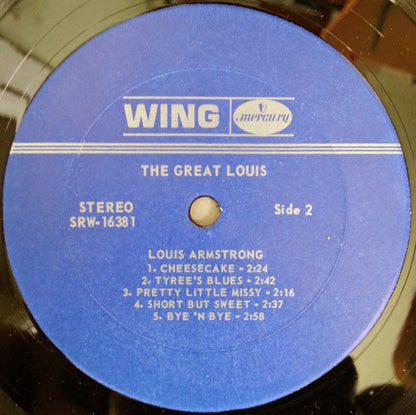 WING mercury
THE GREAT LOUIS
STEREO
SRW-16381
Side 2
LOUIS ARMSTRONG
1. CHEESECAKE - 2:24
2. TYREE'S BLUES - 2:42
3. PRETTY LITTLE MISSY - 2:16
4. SHORT BUT SWEET - 2:37
5. BYE 'N BYE - 2:58